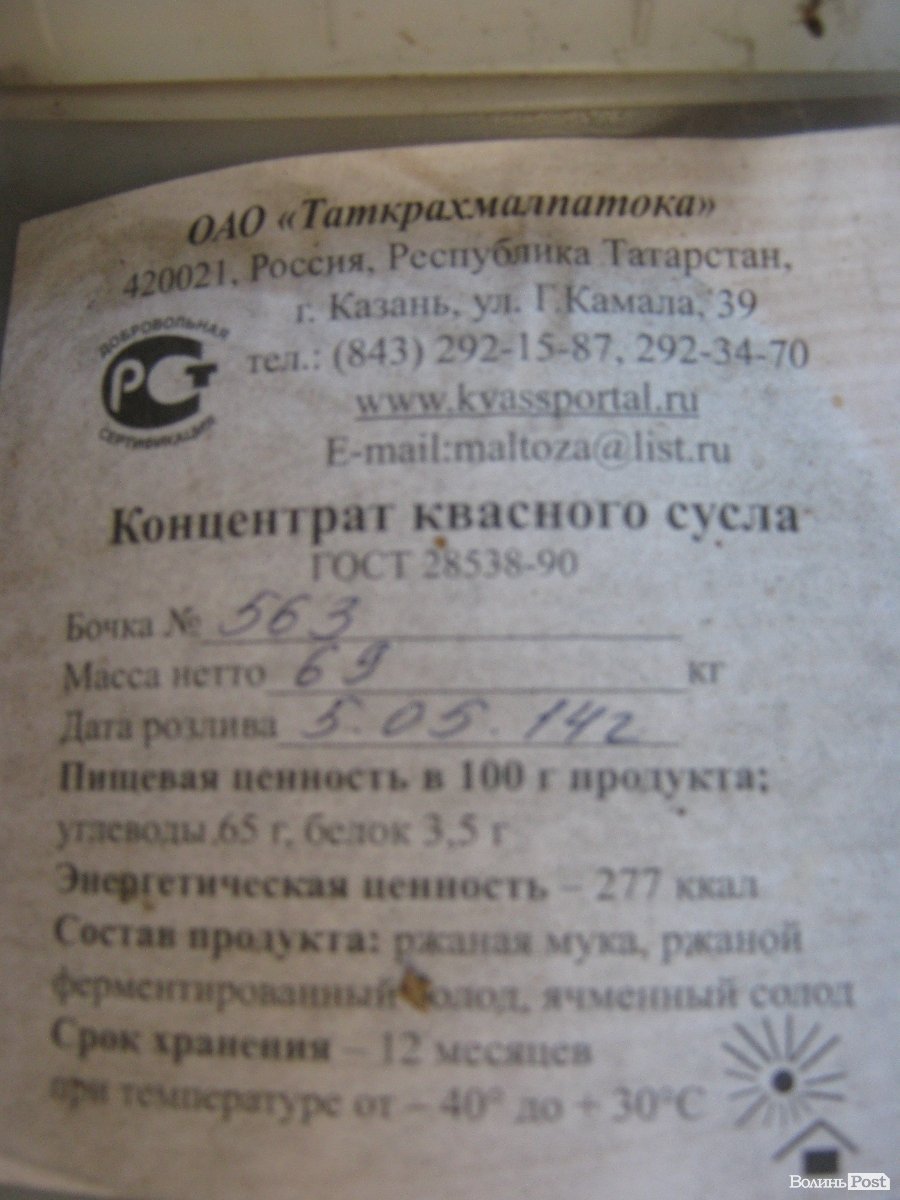 ОАО «Таткрахмалпатока»
420021, Россия, Республика Татарстан,
г. Казань, ул. Г.Камала, 39
тел.: (843) 292-15-87, 292-34-70
www.kvassportal.ru
E-mail:maltoza@list.ru
ДОБРОВОЛЬНАЯ
РСТ
СЕРТИФИКАЦИЯ
Концентрат квасного сусла
ГОСТ 28538-90
Бочка № 563
Масса нетто 69 кг
Дата розлива 5.05.14г
Пищевая ценность в 100 г продукта:
углеводы 65 г, белок 3,5 г
Энергетическая ценность – 277 ккал
Состав продукта: ржаная мука, ржаной
ферментированный солод, ячменный солод
Срок хранения – 12 месяцев
при температуре от – 40° до + 30°С
ВолиньPost